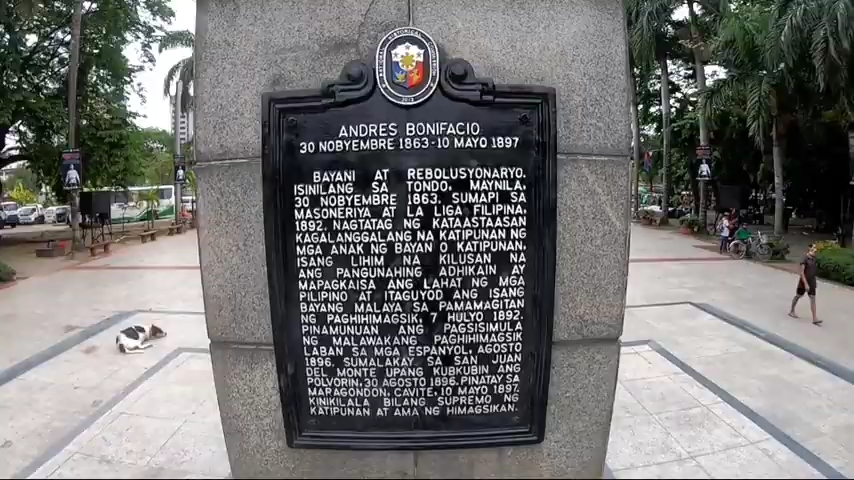 ANDRES BONIFACIO
30 NOBYEMBRE 1863-10 MAYO 1897
BAYANI AT REBOLUSYONARYO.
ISINILANG SA TONDO, MAYNILA,
30 NOBYEMBRE 1863. SUMAPI SA
MASONERIYA AT LA LIGA FILIPINA,
1892. NAGTATAG NG KATAASTAASAN
KAGALANGGALANG NA KATIPUNAN NG
MGA ANAK NG BAYAN O KATIPUNAN,
ISANG LIHIM NA KILUSAN NA
ANG PANGUNAHING ADHIKAIN AY
MAPAGKAISA ANG LAHAT NG MGA
PILIPINO AT ITAGUYOD ANG ISANG
BAYANG MALAYA SA PAMAMAGITAN
NG PAGHIHIMAGSIK, 7 HULYO 1892.
PINAMUNUAN ANG PAGSISIMULA
NG MALAWAKANG PAGHIHIMAGSIK
LABAN SA MGA ESPANYOL, AGOSTO
1896. SUMALAKAY SA SAN JUAN
DEL MONTE UPANG KUBKUBIN ANG
POLVORIN, 30 AGOSTO 1896. PINATAY SA
MARAGONDON, CAVITE, 10 MAYO 1897.
KINIKILALA BILANG SUPREMO NG
KATIPUNAN AT AMA NG HIMAGSIKAN.